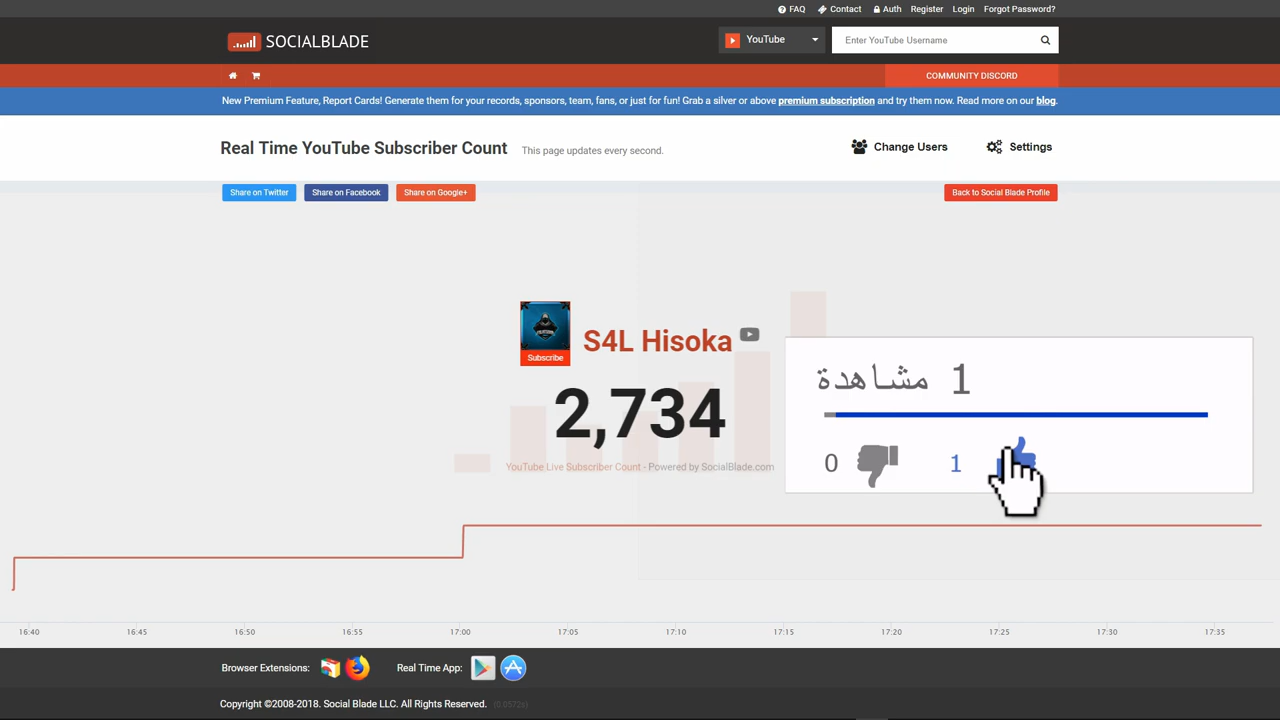 FAQ Contact Auth Register Login Forgot Password?
SOCIALBLADE
YouTube
Enter YouTube Username
COMMUNITY DISCORD
New Premium Feature, Report Cards! Generate them for your records, sponsors, team, fans, or just for fun! Grab a silver or above premium subscription and try them now. Read more on our blog.
Real Time YouTube Subscriber Count This page updates every second.
Change Users Settings
Share on Twitter Share on Facebook Share on Google+
Back to Social Blade Profile
S4L Hisoka
Subscribe
2,734
YouTube Live Subscriber Count - Powered by SocialBlade.com
1 مشاهدة
0 1
16:40 16:45 16:50 16:55 17:00 17:05 17:10 17:15 17:20 17:25 17:30 17:35
Browser Extensions: Real Time App:
Copyright ©2008-2018. Social Blade LLC. All Rights Reserved. (0.0572s)